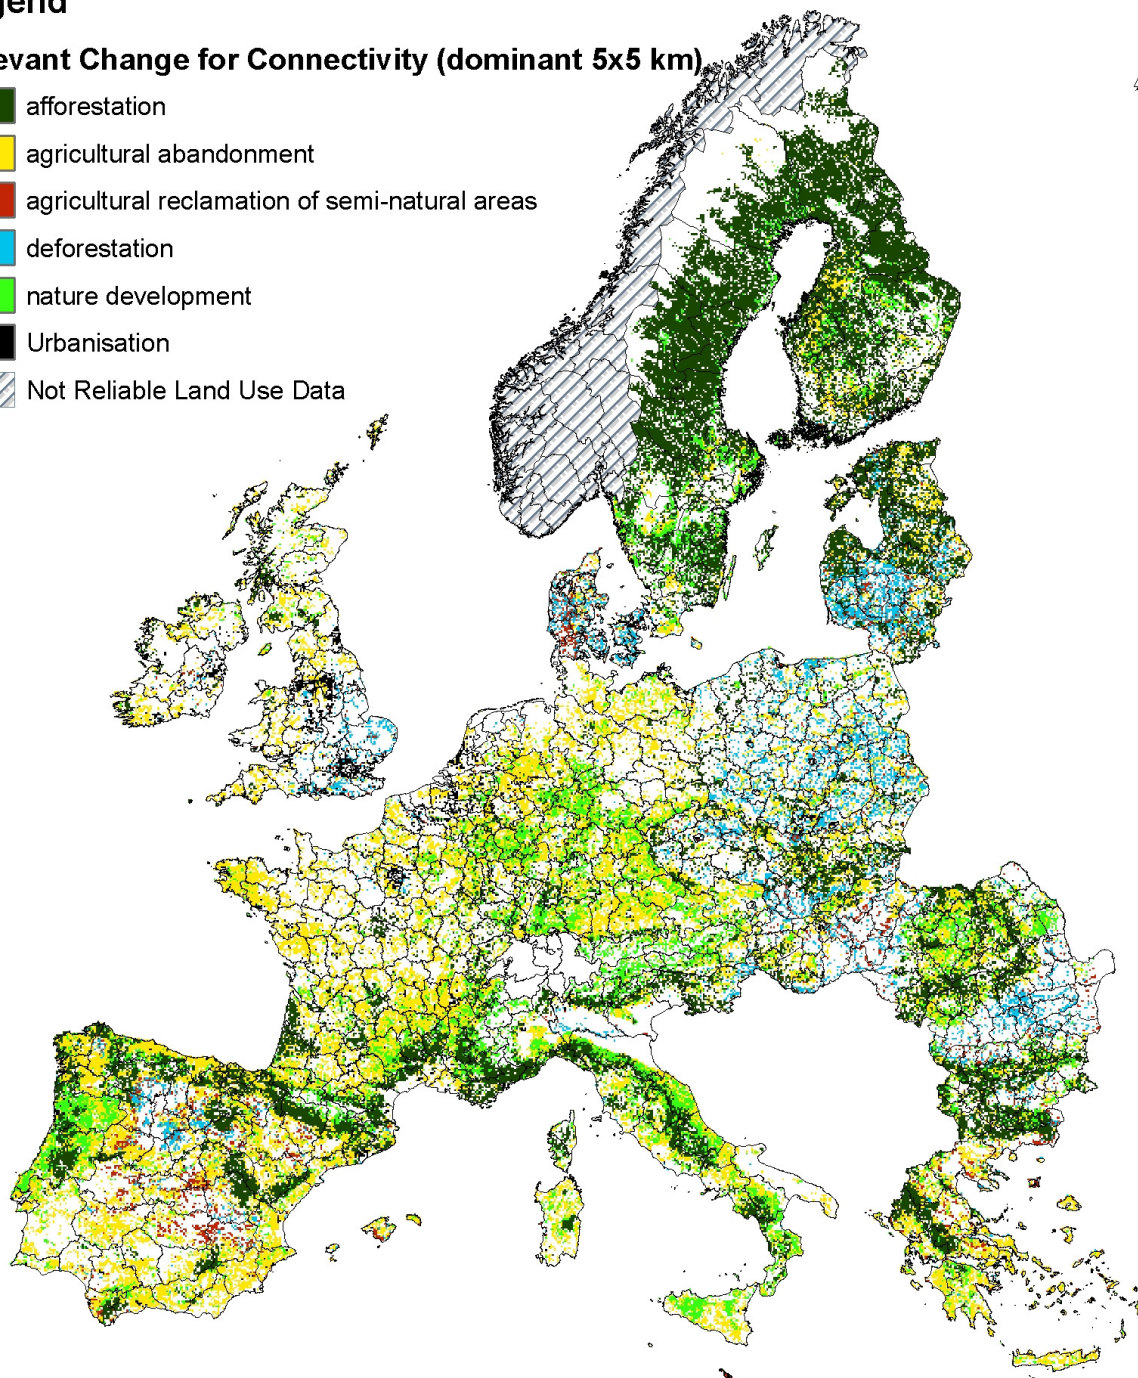 gend
evant Change for Connectivity (dominant 5x5 km)
afforestation
agricultural abandonment
agricultural reclamation of semi-natural areas
deforestation
nature development
Urbanisation
Not Reliable Land Use Data